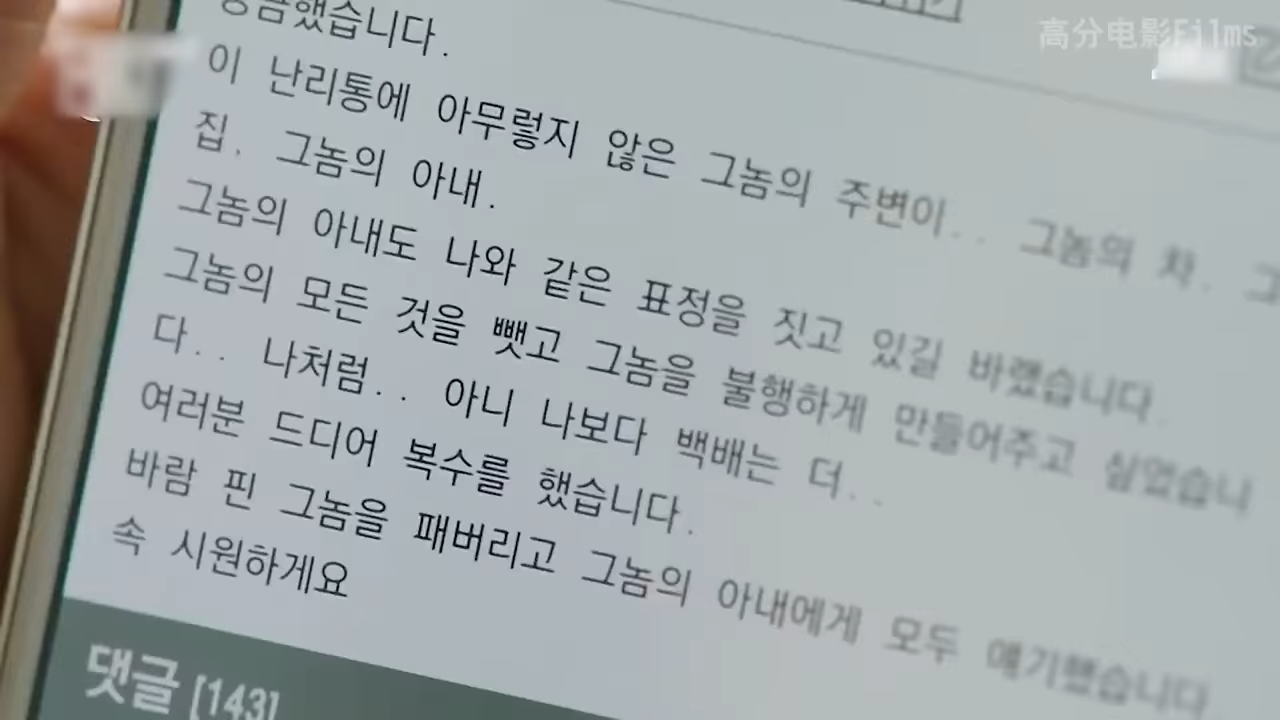 高分电影Films
궁금했습니다.
이 난리통에 아무렇지 않은 그놈의 주변이.. 그놈의 차. 그
집. 그놈의 아내.
그놈의 아내도 나와 같은 표정을 짓고 있길 바랬습니다.
그놈의 모든 것을 뺏고 그놈을 불행하게 만들어주고 싶었습니
다.. 나처럼.. 아니 나보다 백배는 더..
여러분 드디어 복수를 했습니다.
바람 핀 그놈을 패버리고 그놈의 아내에게 모두 얘기했습니다.
속 시원하게요
댓글 [143]